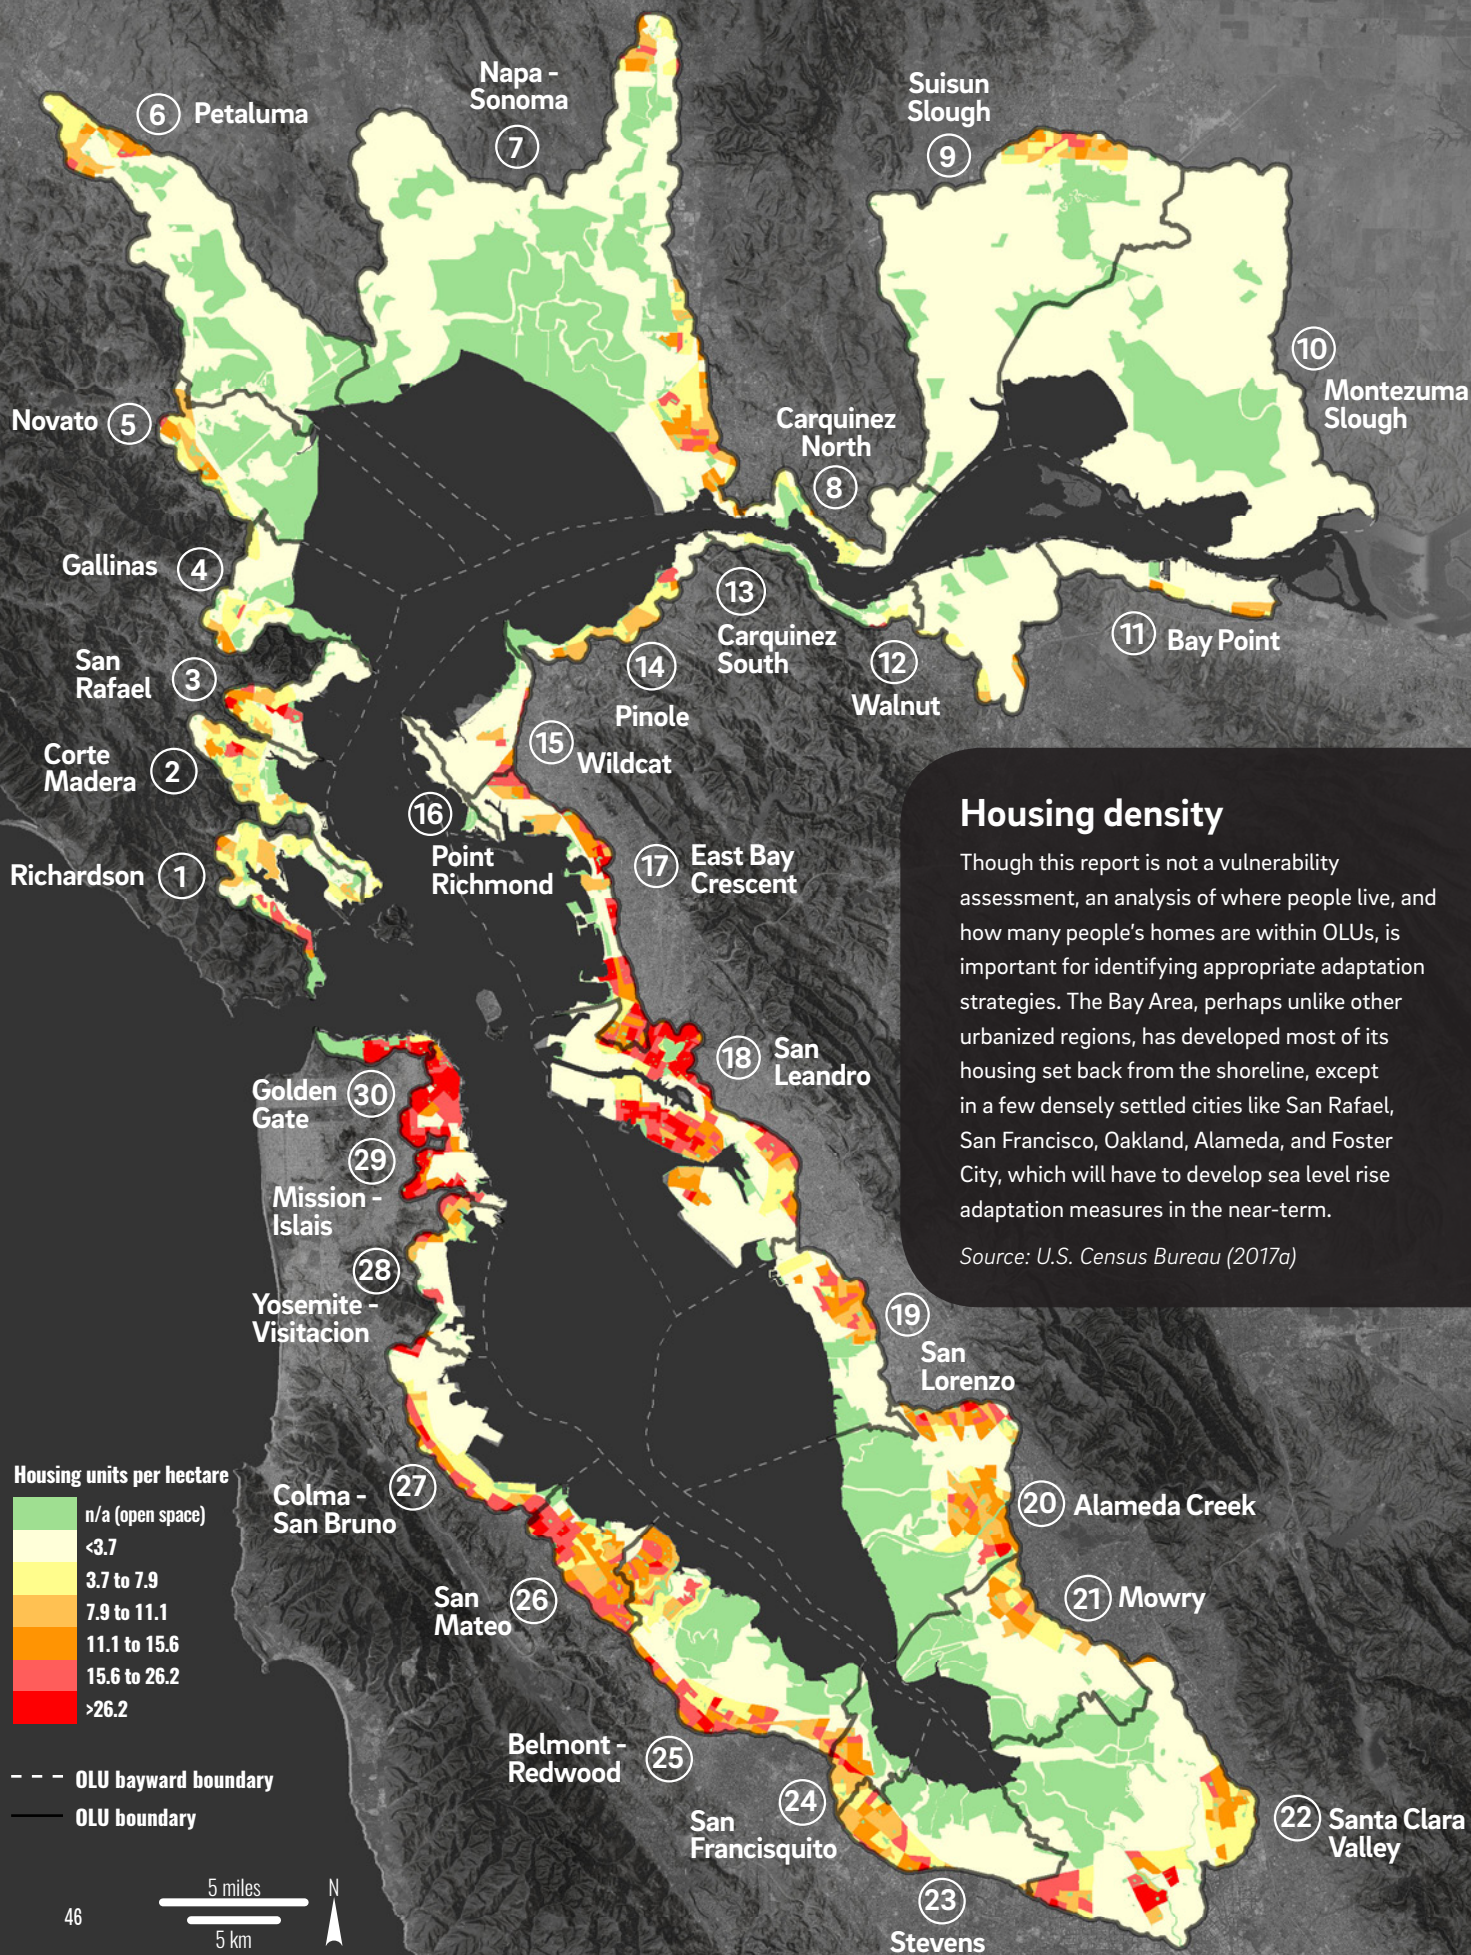 6 Petaluma
Napa -
Sonoma
7
Suisun
Slough
9
10
Montezuma
Slough
Novato 5
Carquinez
North
8
Gallinas 4
13
Carquinez
South
11 Bay Point
12
Walnut
San
Rafael
3
14
Pinole
Corte
Madera
2
15
Wildcat
16
Point
Richmond
Richardson 1
17 East Bay
Crescent
Housing density
Though this report is not a vulnerability
assessment, an analysis of where people live, and
how many people's homes are within OLUs, is
important for identifying appropriate adaptation
strategies. The Bay Area, perhaps unlike other
urbanized regions, has developed most of its
housing set back from the shoreline, except
in a few densely settled cities like San Rafael,
San Francisco, Oakland, Alameda, and Foster
City, which will have to develop sea level rise
adaptation measures in the near-term.
Source: U.S. Census Bureau (2017a)
18 San
Leandro
Golden
Gate
30
29
Mission -
Islais
28
Yosemite -
Visitacion
19
San
Lorenzo
27
Colma -
San Bruno
20 Alameda Creek
San
Mateo
26
21 Mowry
Belmont -
Redwood
25
24
San
Francisquito
22 Santa Clara
Valley
23
Stevens
Housing units per hectare
n/a (open space)
<3.7
3.7 to 7.9
7.9 to 11.1
11.1 to 15.6
15.6 to 26.2
>26.2
OLU bayward boundary
OLU boundary
5 miles
5 km
N
46